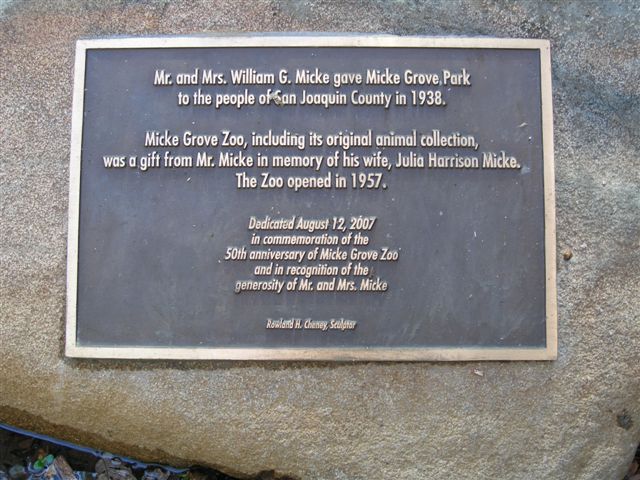 Mr. and Mrs. William G. Micke gave Micke Grove Park
to the people of San Joaquin County in 1938.
Micke Grove Zoo, including its original animal collection,
was a gift from Mr. Micke in memory of his wife, Julia Harrison Micke.
The Zoo opened in 1957.
Dedicated August 12, 2007
in commemoration of the
50th anniversary of Micke Grove Zoo
and in recognition of the
generosity of Mr. and Mrs. Micke
Rowland H. Cheney, Sculptor